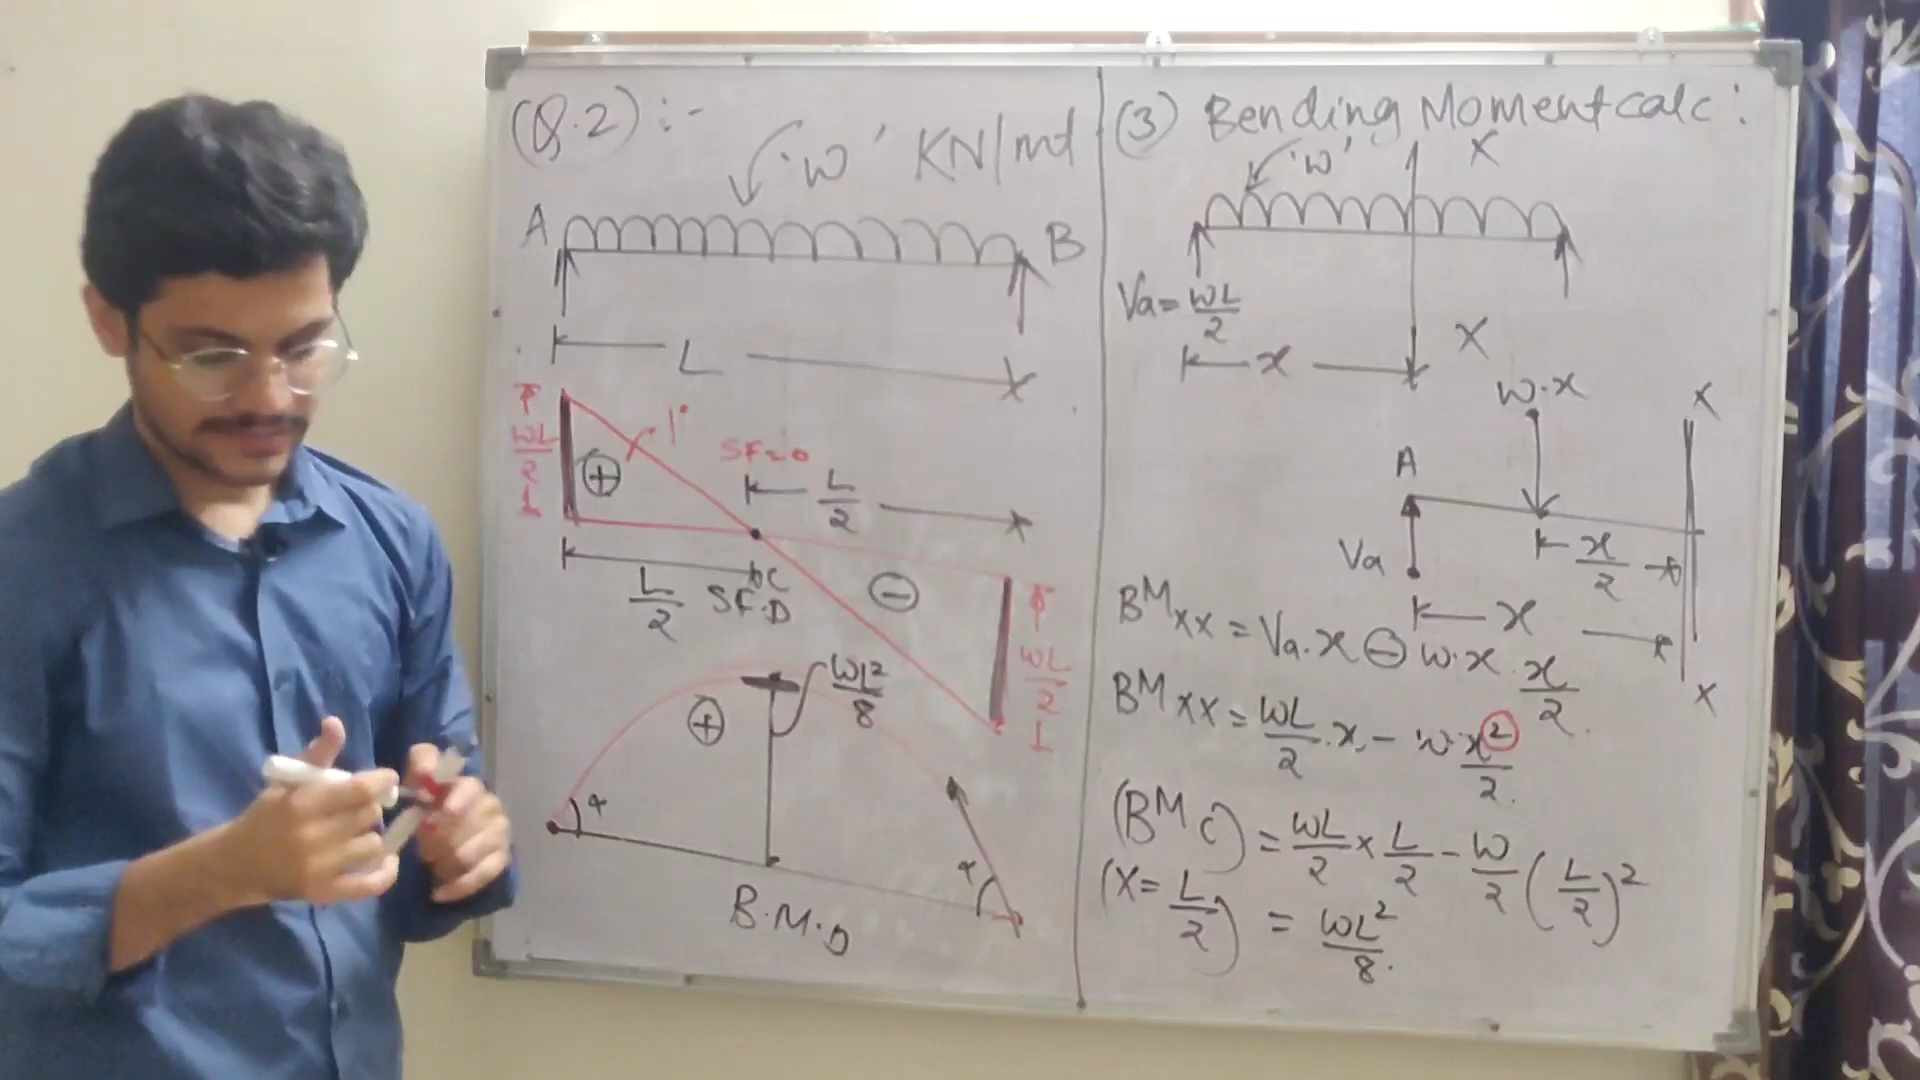 (Q.2) :-
'w' KN/mt
A B
L
wL/2
+
1°
SF=0
L/2
L/2
C
SF.D
−
wL/2
wL²/8
+
α
α
B.M.D
(3) Bending Moment calc :
'w' X
Va = wL/2
x X
w.x
X
A
Va
x/2
x
X
BMxx = Va.x − w.x.x/2
BMxx = wL/2.x − w.x²/2.
(BM C) = wL/2 × L/2 − w/2 (L/2)²
(x = L/2) = wL²/8.